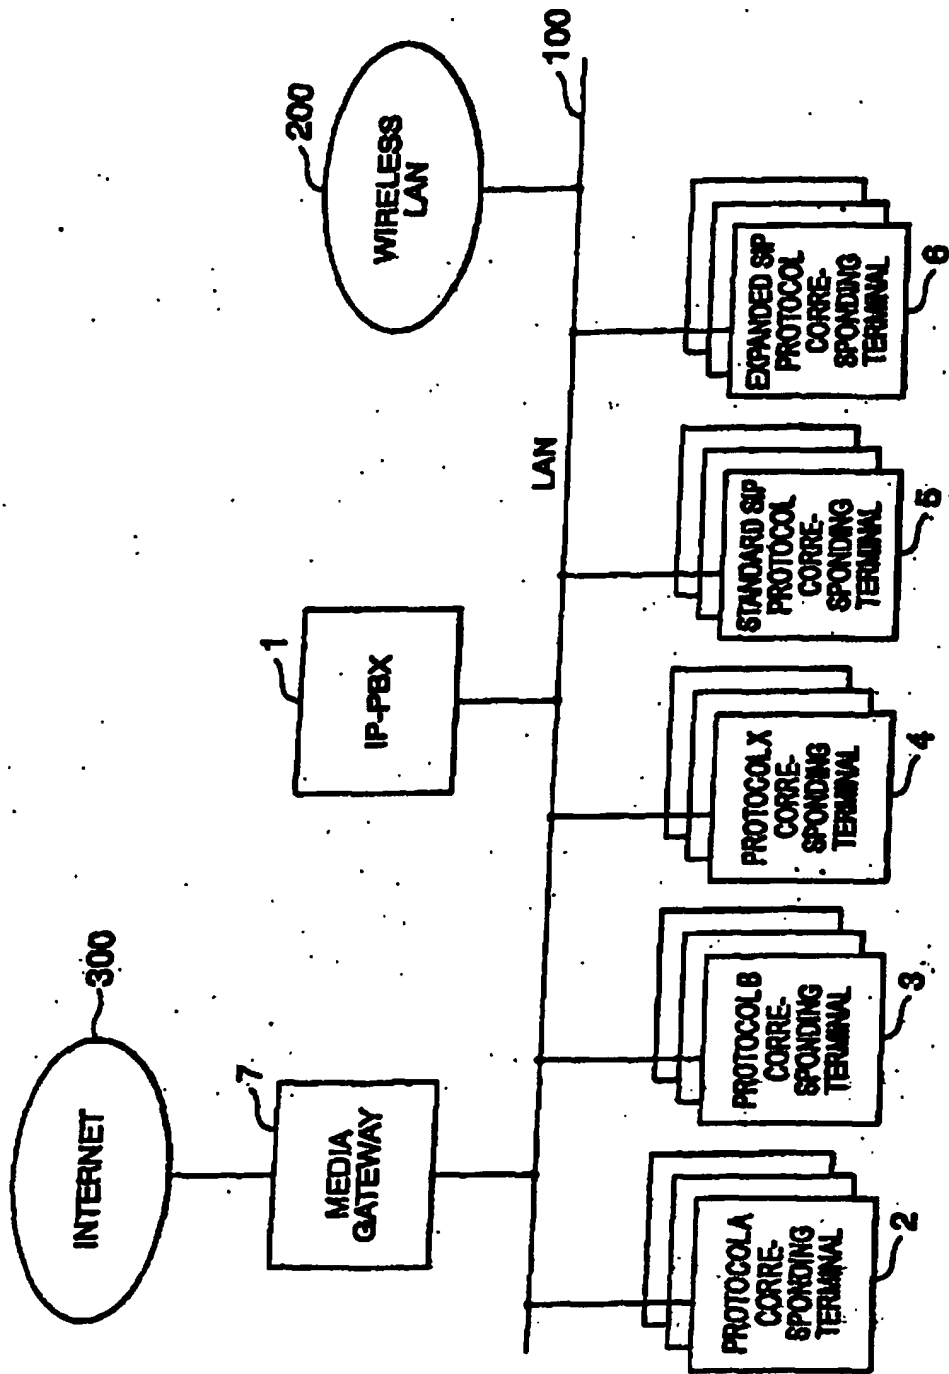 INTERNET
300
7
MEDIA
GATEWAY
1
IP-PBX
200
WIRELESS
LAN
100
LAN
PROTOCOL A
CORRE-
SPONDING
TERMINAL
2
PROTOCOL B
CORRE-
SPONDING
TERMINAL
3
PROTOCOL X
CORRE-
SPONDING
TERMINAL
4
STANDARD SIP
PROTOCOL
CORRE-
SPONDING
TERMINAL
5
EXPANDED SIP
PROTOCOL
CORRE-
SPONDING
TERMINAL
6